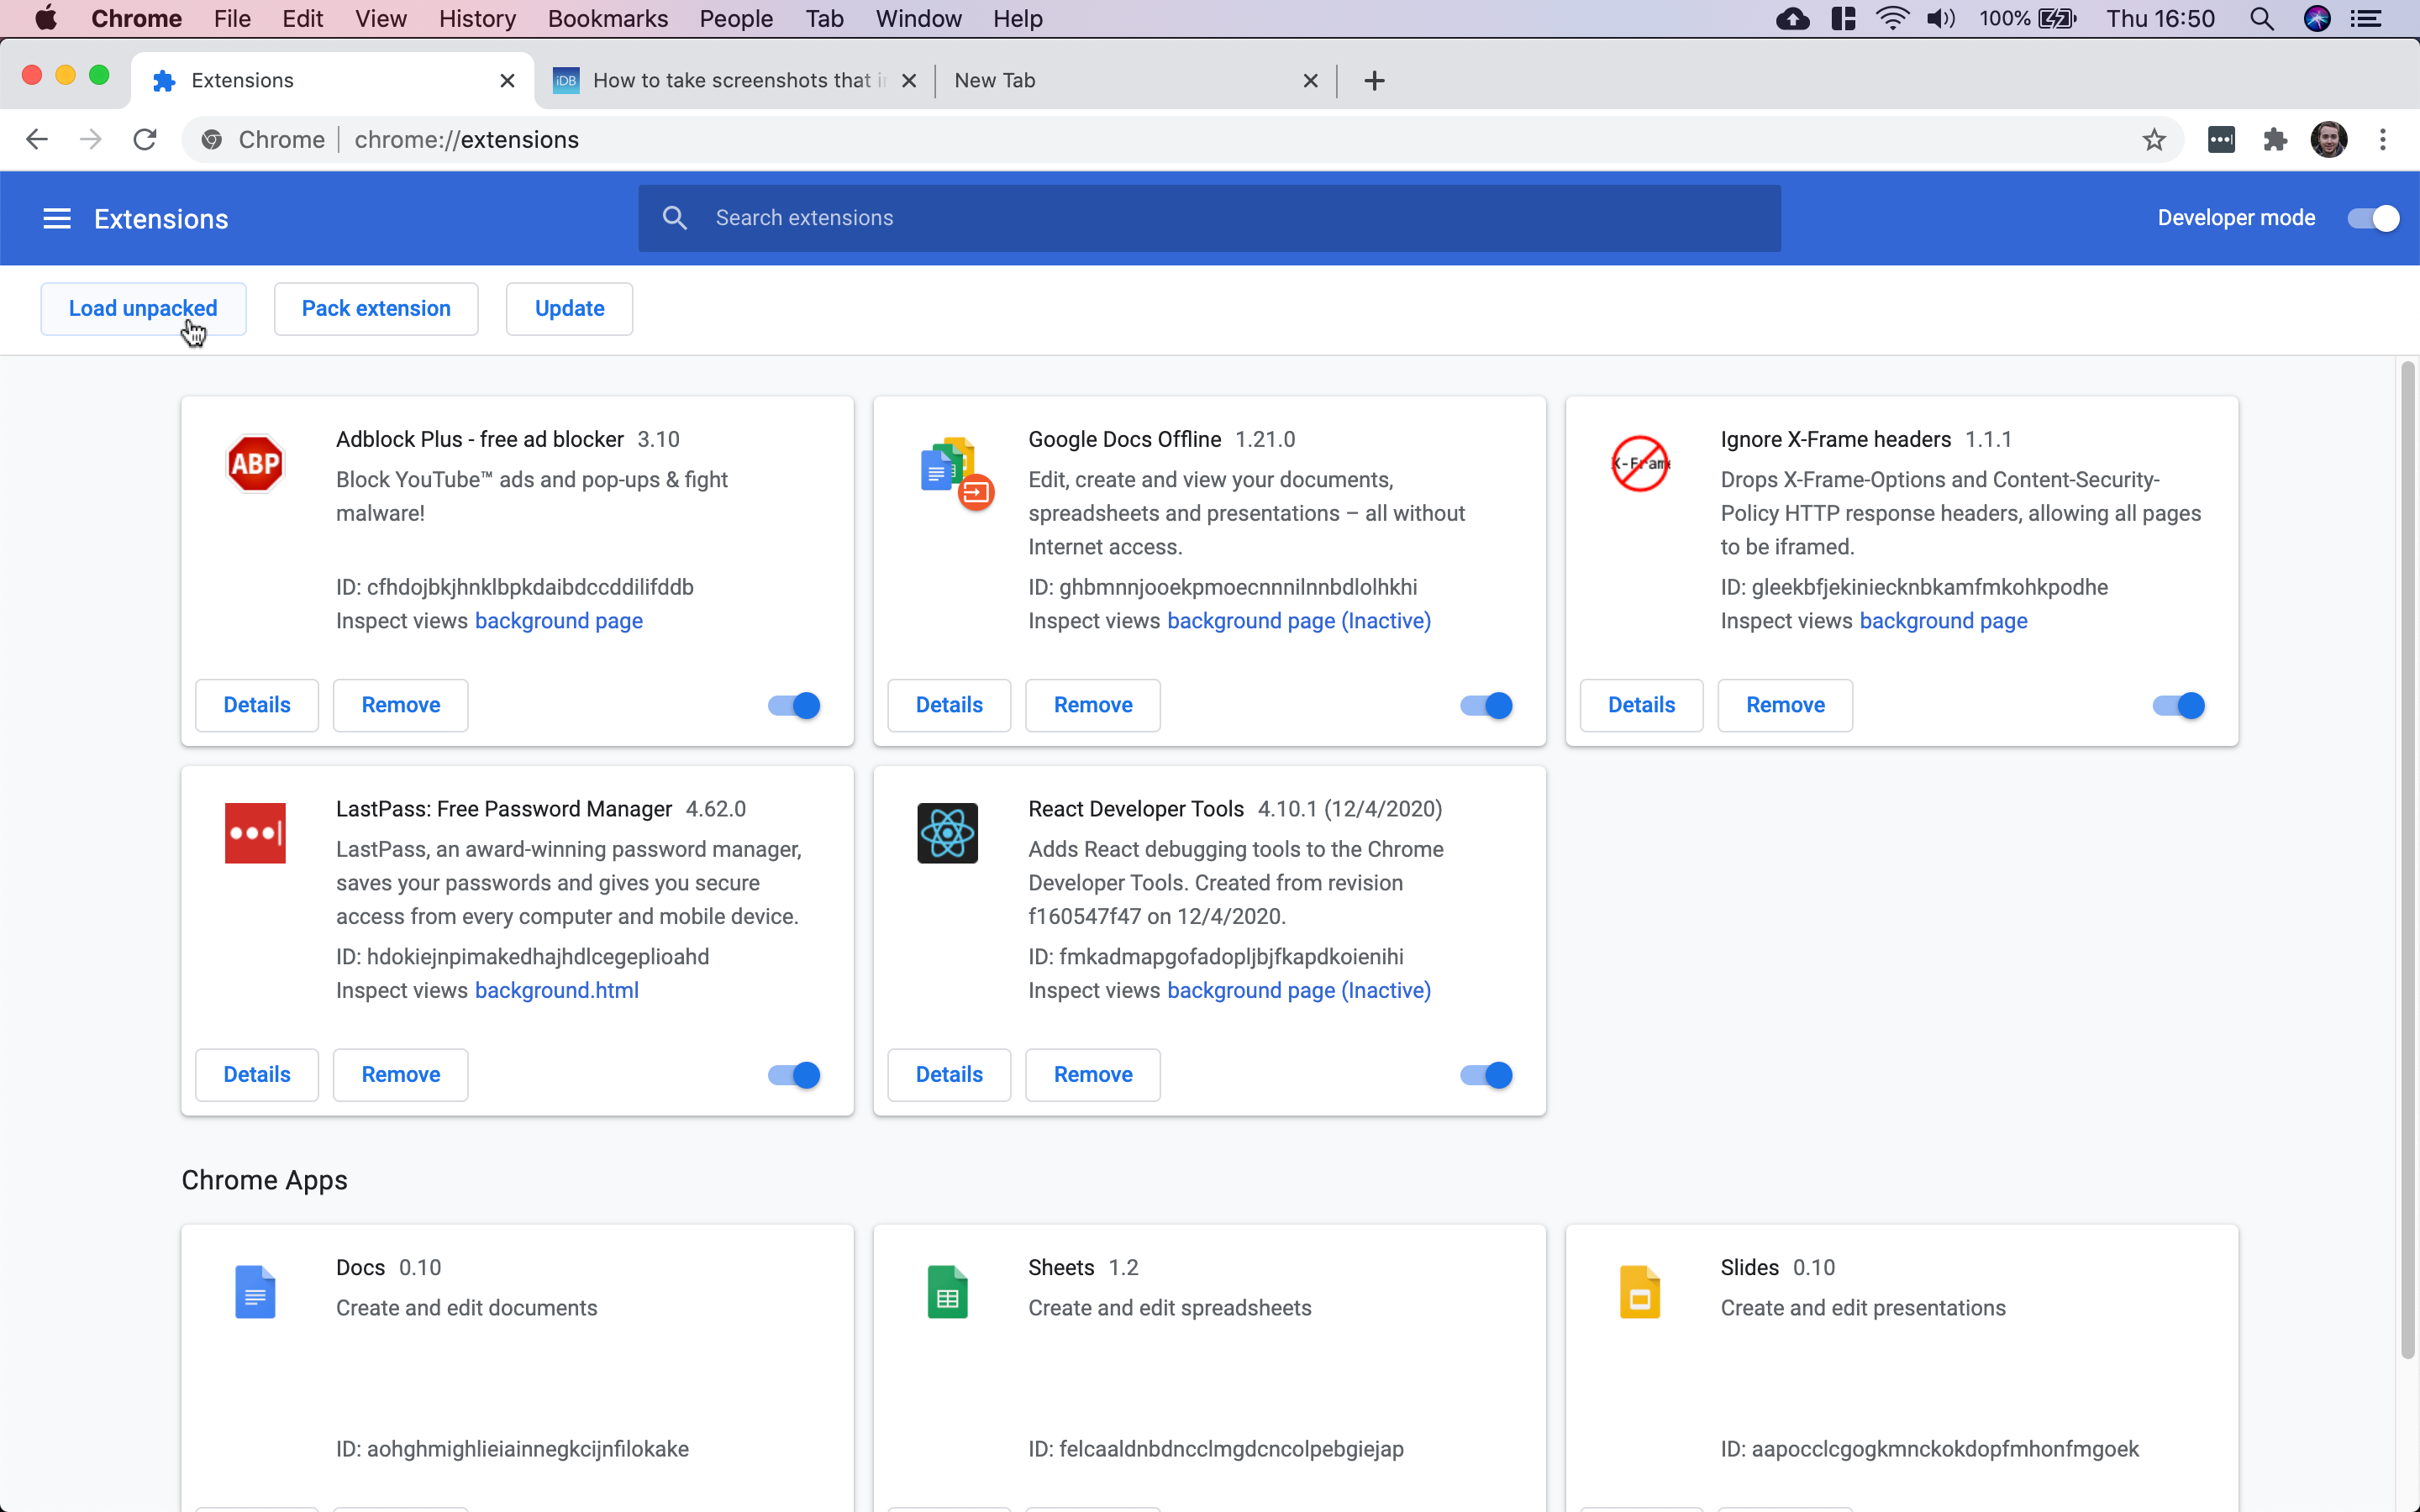 Chrome File Edit View History Bookmarks People Tab Window Help 100% Thu 16:50
Extensions iDB How to take screenshots that New Tab
Chrome chrome://extensions
Extensions Search extensions Developer mode
Load unpacked Pack extension Update
Adblock Plus - free ad blocker 3.10
Block YouTube™ ads and pop-ups & fight
malware!
ID: cfhdojbkjhnklbpkdaibdccddilifddb
Inspect views background page
Details Remove
ABP
Google Docs Offline 1.21.0
Edit, create and view your documents,
spreadsheets and presentations – all without
Internet access.
ID: ghbmnnjooekpmoecnnnilnnbdlolhkhi
Inspect views background page (Inactive)
Details Remove
Ignore X-Frame headers 1.1.1
Drops X-Frame-Options and Content-Security-
Policy HTTP response headers, allowing all pages
to be iframed.
ID: gleekbfjekiniecknbkamfmkohkpodhe
Inspect views background page
Details Remove
LastPass: Free Password Manager 4.62.0
LastPass, an award-winning password manager,
saves your passwords and gives you secure
access from every computer and mobile device.
ID: hdokiejnpimakedhajhdlcegeplioahd
Inspect views background.html
Details Remove
React Developer Tools 4.10.1 (12/4/2020)
Adds React debugging tools to the Chrome
Developer Tools. Created from revision
f160547f47 on 12/4/2020.
ID: fmkadmapgofadopljbjfkapdkoienihi
Inspect views background page (Inactive)
Details Remove
Chrome Apps
Docs 0.10
Create and edit documents
ID: aohghmighlieiainnegkcijnfilokake
Sheets 1.2
Create and edit spreadsheets
ID: felcaaldnbdncclmgdcncolpebgiejap
Slides 0.10
Create and edit presentations
ID: aapocclcgogkmnckokdopfmhonfmgoek